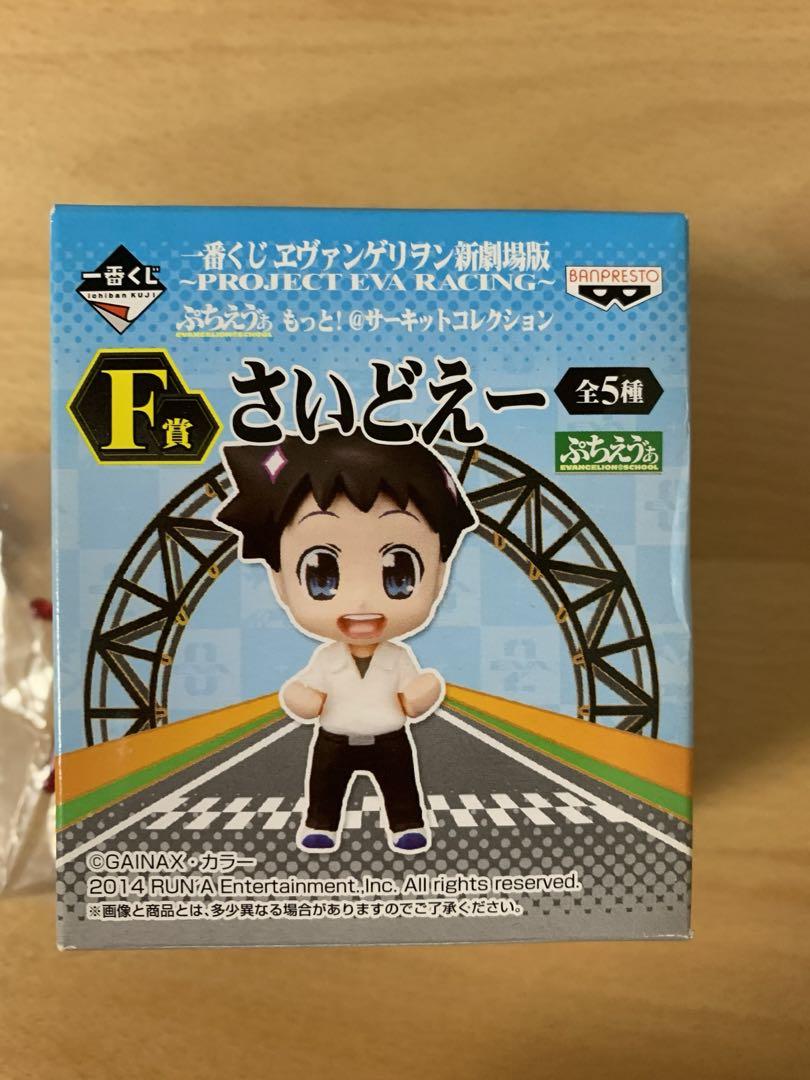 一番くじ
Ichiban KUJI
一番くじ ヱヴァンゲリヲン新劇場版
~PROJECT EVA RACING~
BANPRESTO
ぷちえう゛ぁ もっと! @サーキットコレクション
EVANGELION@SCHOOL
F賞 さいどえー 全5種
ぷちえう゛ぁ
EVANGELION@SCHOOL
©GAINAX・カラー
2014 RUN'A Entertainment.,Inc. All rights reserved.
※画像と商品とは、多少異なる場合がありますのでご了承ください。